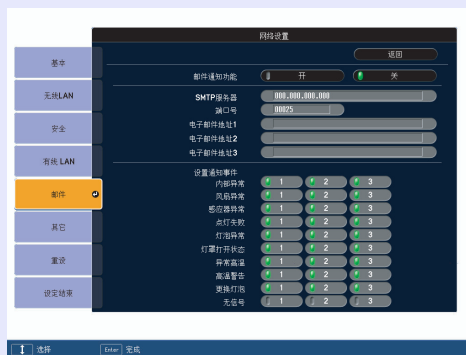 网络设置
返回
基本
无线LAN
安全
有线 LAN
邮件
其它
重设
设定结束
邮件通知功能 开 关
SMTP服务器 000.000.000.000
端口号 00025
电子邮件地址1
电子邮件地址2
电子邮件地址3
设置通知事件
内部异常 1 2 3
风扇异常 1 2 3
感应器异常 1 2 3
点灯失败 1 2 3
灯泡异常 1 2 3
灯罩打开状态 1 2 3
异常高温 1 2 3
高温警告 1 2 3
更换灯泡 1 2 3
无信号 1 2 3
选择 Enter 完成